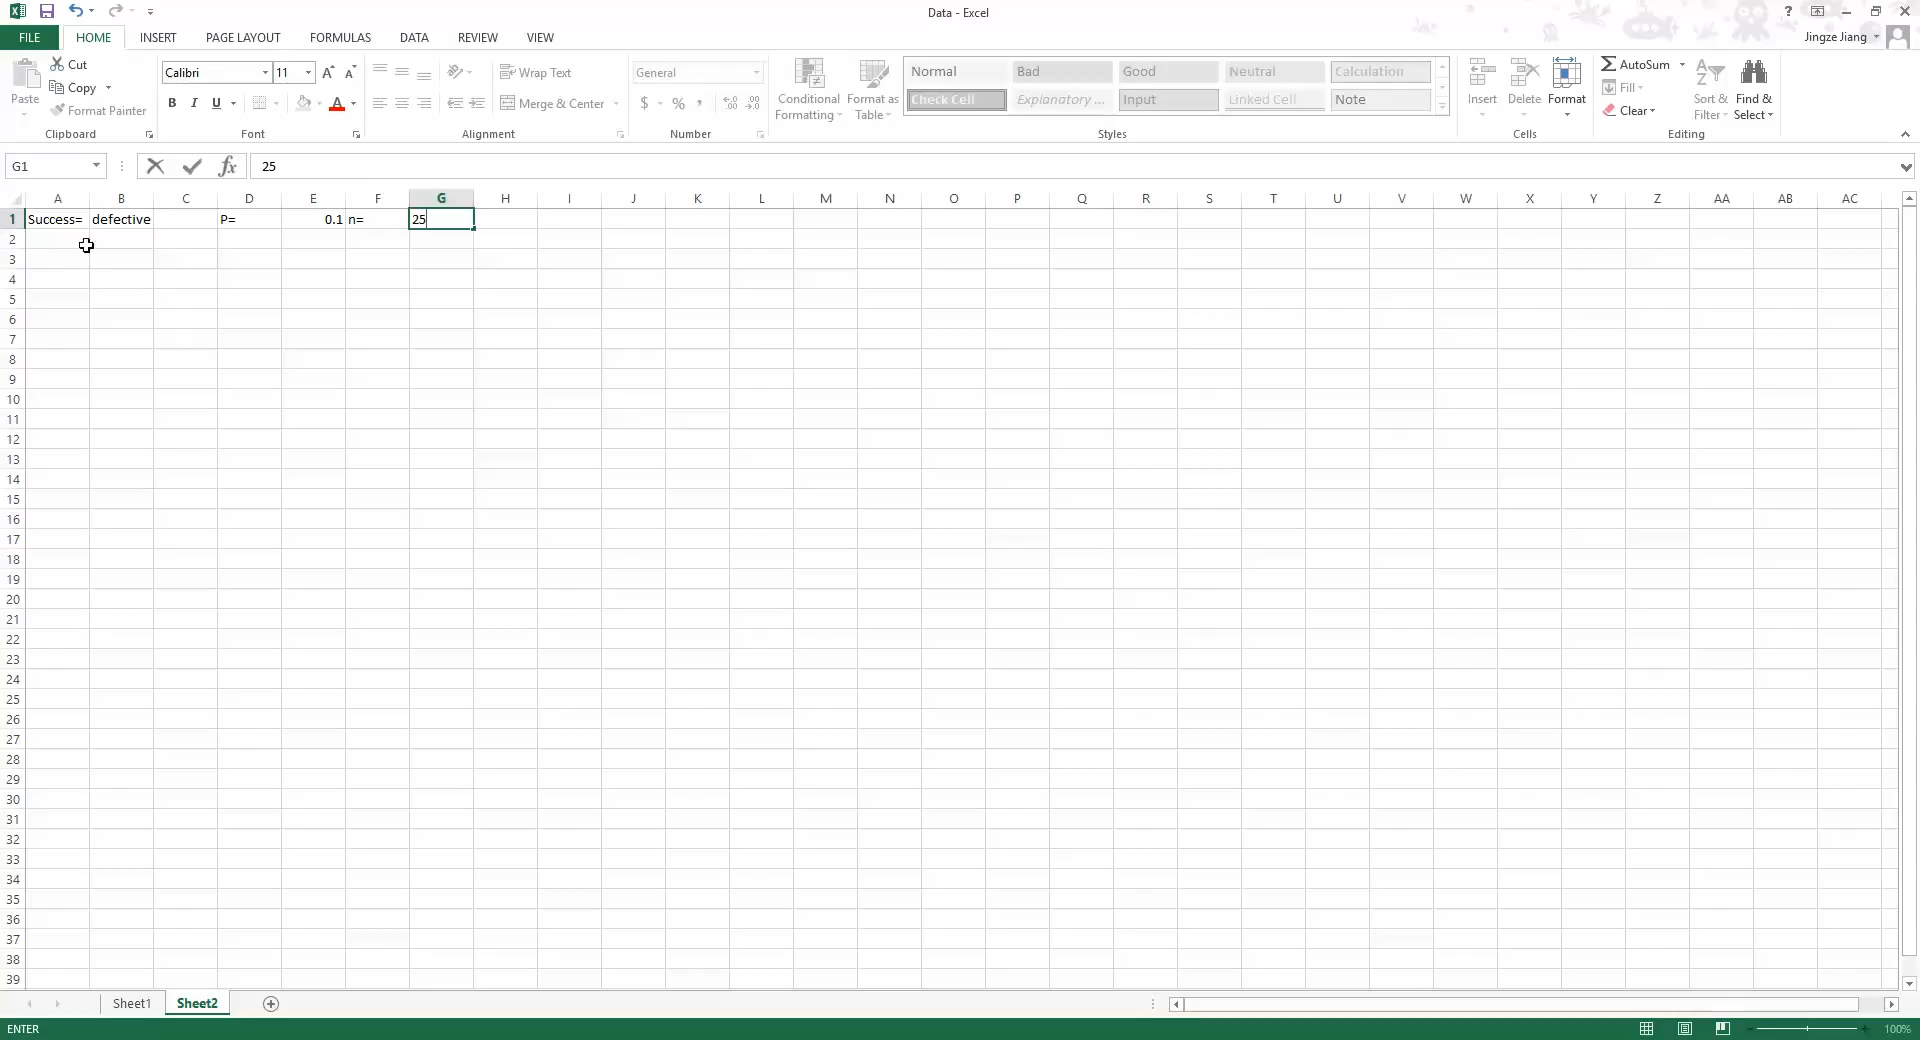 Data - Excel
?
FILE HOME INSERT PAGE LAYOUT FORMULAS DATA REVIEW VIEW
Jingze Jiang
Paste
Cut
Copy
Format Painter
Clipboard
Calibri 11
B I U
Font
Wrap Text
Merge & Center
Alignment
General
$ % ,
Number
Conditional Formatting
Format as Table
Normal Bad Good Neutral Calculation
Check Cell Explanatory ... Input Linked Cell Note
Styles
Insert Delete Format
Cells
AutoSum
Fill
Clear
Sort & Filter
Find & Select
Editing
G1 fx 25
A B C D E F G H I J K L M N O P Q R S T U V W X Y Z AA AB AC
1 Success= defective P= 0.1 n= 25
2
3
4
5
6
7
8
9
10
11
12
13
14
15
16
17
18
19
20
21
22
23
24
25
26
27
28
29
30
31
32
33
34
35
36
37
38
39
Sheet1 Sheet2
ENTER 100%